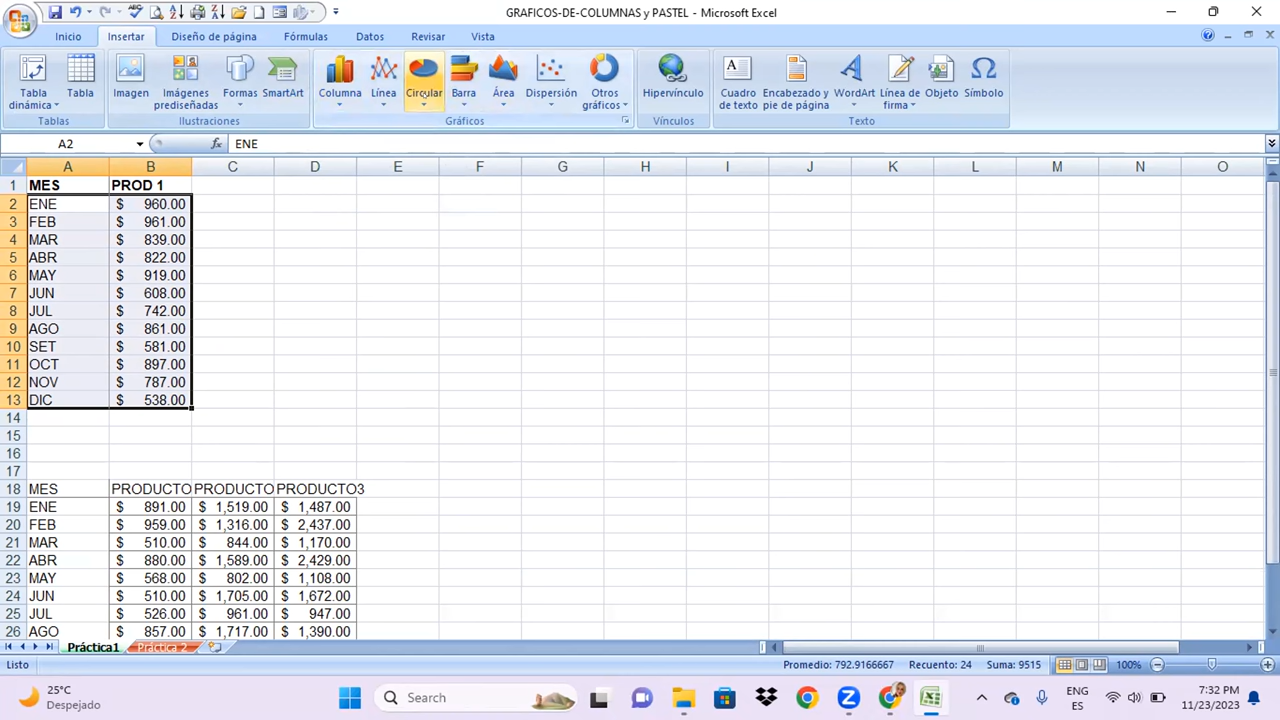 GRAFICOS-DE-COLUMNAS y PASTEL - Microsoft Excel
Inicio Insertar Diseño de página Fórmulas Datos Revisar Vista
Tabla dinámica Tabla Imagen Imágenes prediseñadas Formas SmartArt Columna Línea Circular Barra Área Dispersión Otros gráficos Hipervínculo Cuadro de texto Encabezado y pie de página WordArt Línea de firma Objeto Símbolo
Tablas Ilustraciones Gráficos Vínculos Texto
A2 fx ENE
A B C D E F G H I J K L M N O
1 MES PROD 1
2 ENE $ 960.00
3 FEB $ 961.00
4 MAR $ 839.00
5 ABR $ 822.00
6 MAY $ 919.00
7 JUN $ 608.00
8 JUL $ 742.00
9 AGO $ 861.00
10 SET $ 581.00
11 OCT $ 897.00
12 NOV $ 787.00
13 DIC $ 538.00
14
15
16
17
18 MES PRODUCTO PRODUCTO PRODUCTO3
19 ENE $ 891.00 $ 1,519.00 $ 1,487.00
20 FEB $ 959.00 $ 1,316.00 $ 2,437.00
21 MAR $ 510.00 $ 844.00 $ 1,170.00
22 ABR $ 880.00 $ 1,589.00 $ 2,429.00
23 MAY $ 568.00 $ 802.00 $ 1,108.00
24 JUN $ 510.00 $ 1,705.00 $ 1,672.00
25 JUL $ 526.00 $ 961.00 $ 947.00
26 AGO $ 857.00 $ 1,717.00 $ 1,390.00
Práctica1 Práctica 2
Listo Promedio: 792.9166667 Recuento: 24 Suma: 9515 100%
25°C
Despejado
Search
ENG
ES
7:32 PM
11/23/2023